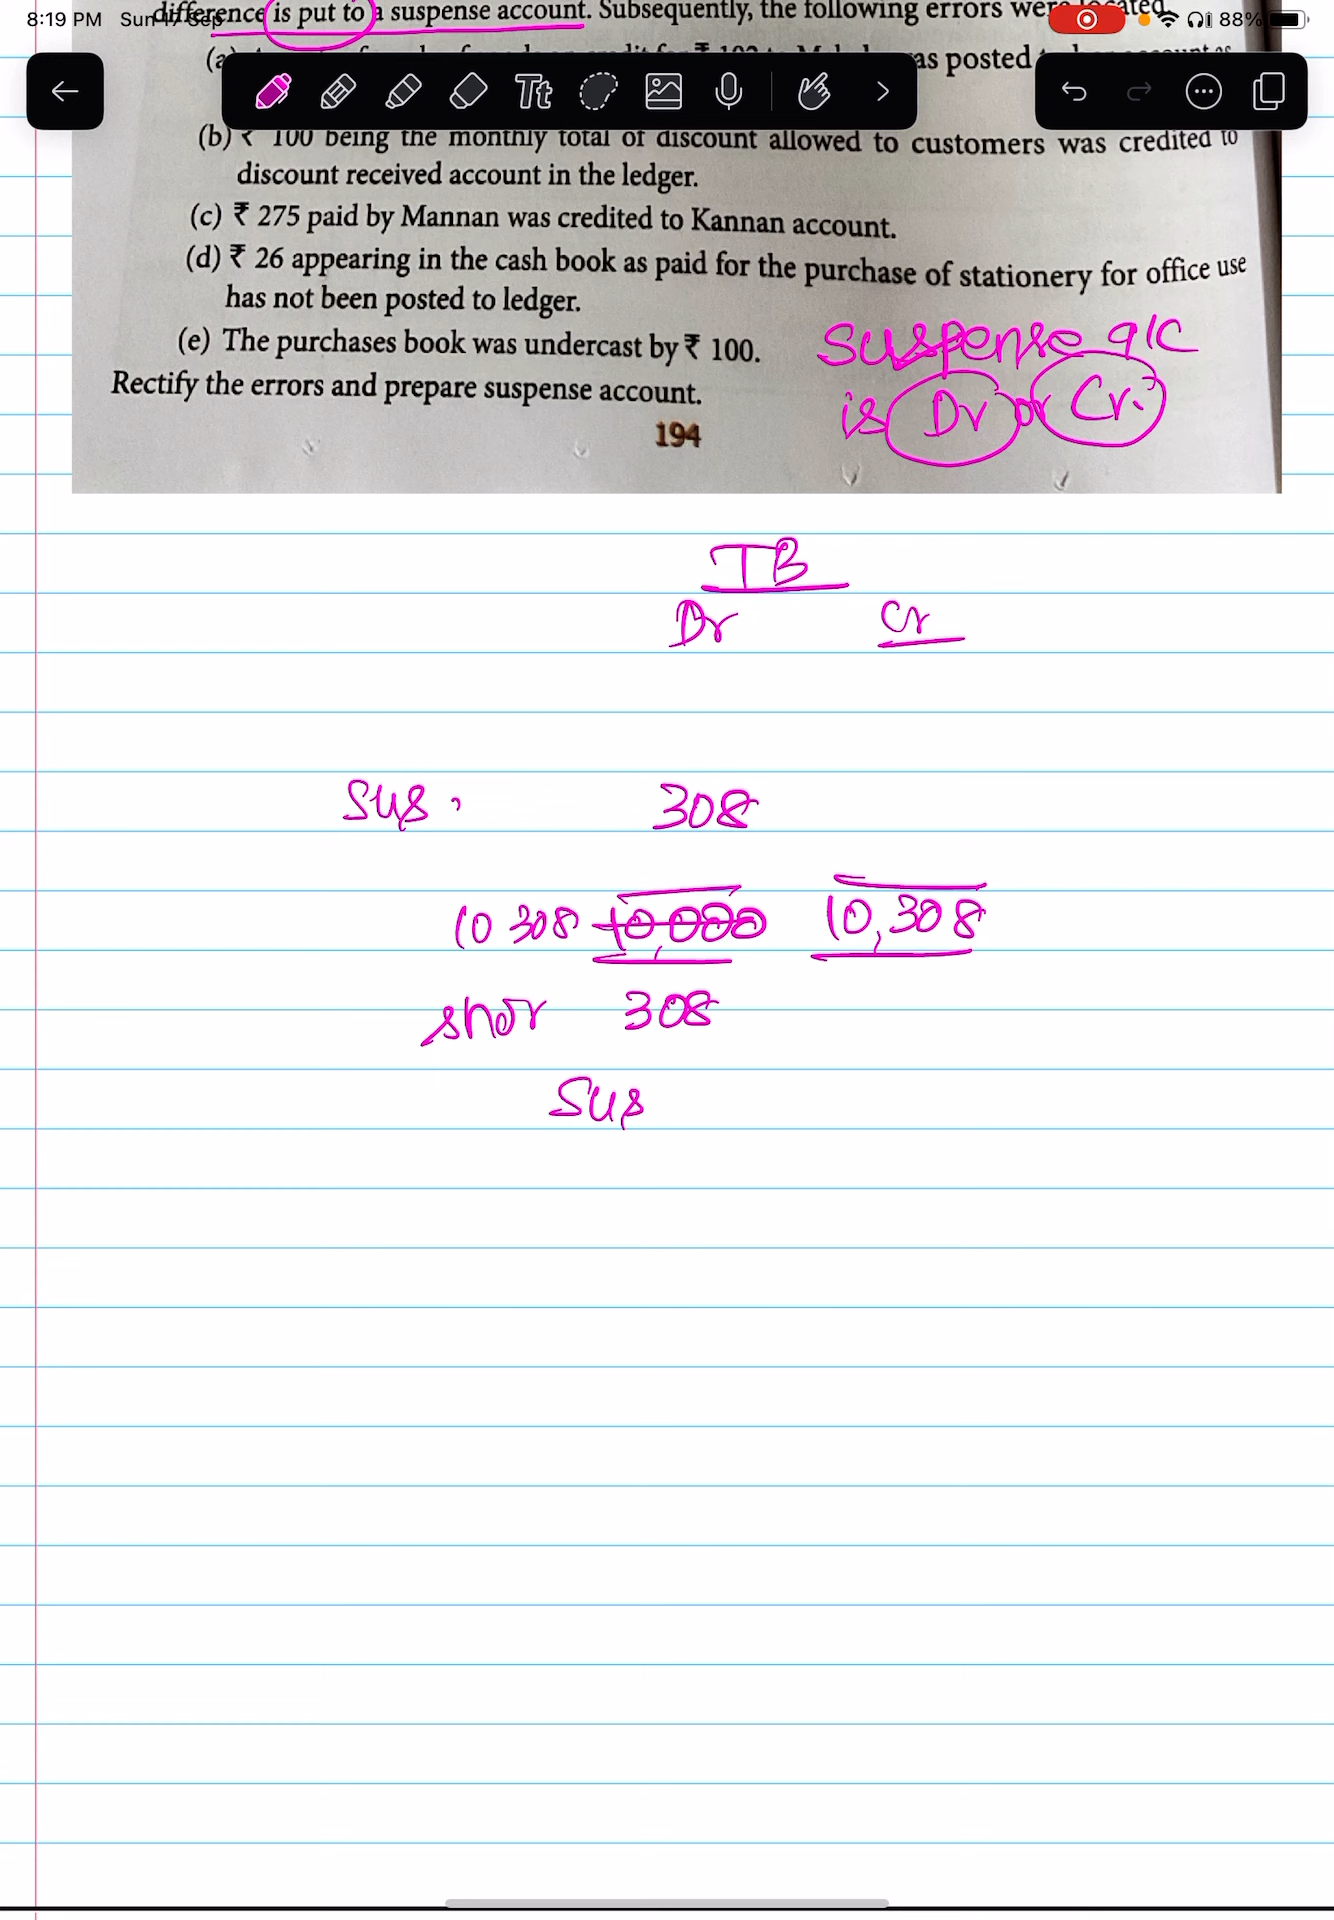 8:19 PM Sun 17 Sep 88%
difference is put to a suspense account. Subsequently, the following errors were located
(a) as posted
Tt
(b) ₹ 100 being the monthly total of discount allowed to customers was credited to
discount received account in the ledger.
(c) ₹ 275 paid by Mannan was credited to Kannan account.
(d) ₹ 26 appearing in the cash book as paid for the purchase of stationery for office use
has not been posted to ledger.
(e) The purchases book was undercast by ₹ 100.
Rectify the errors and prepare suspense account.
194
Suspense a/c
is Dr or Cr.?
TB
Dr Cr
Sus 308
10 308 10,000 10,308
shor 308
Sus